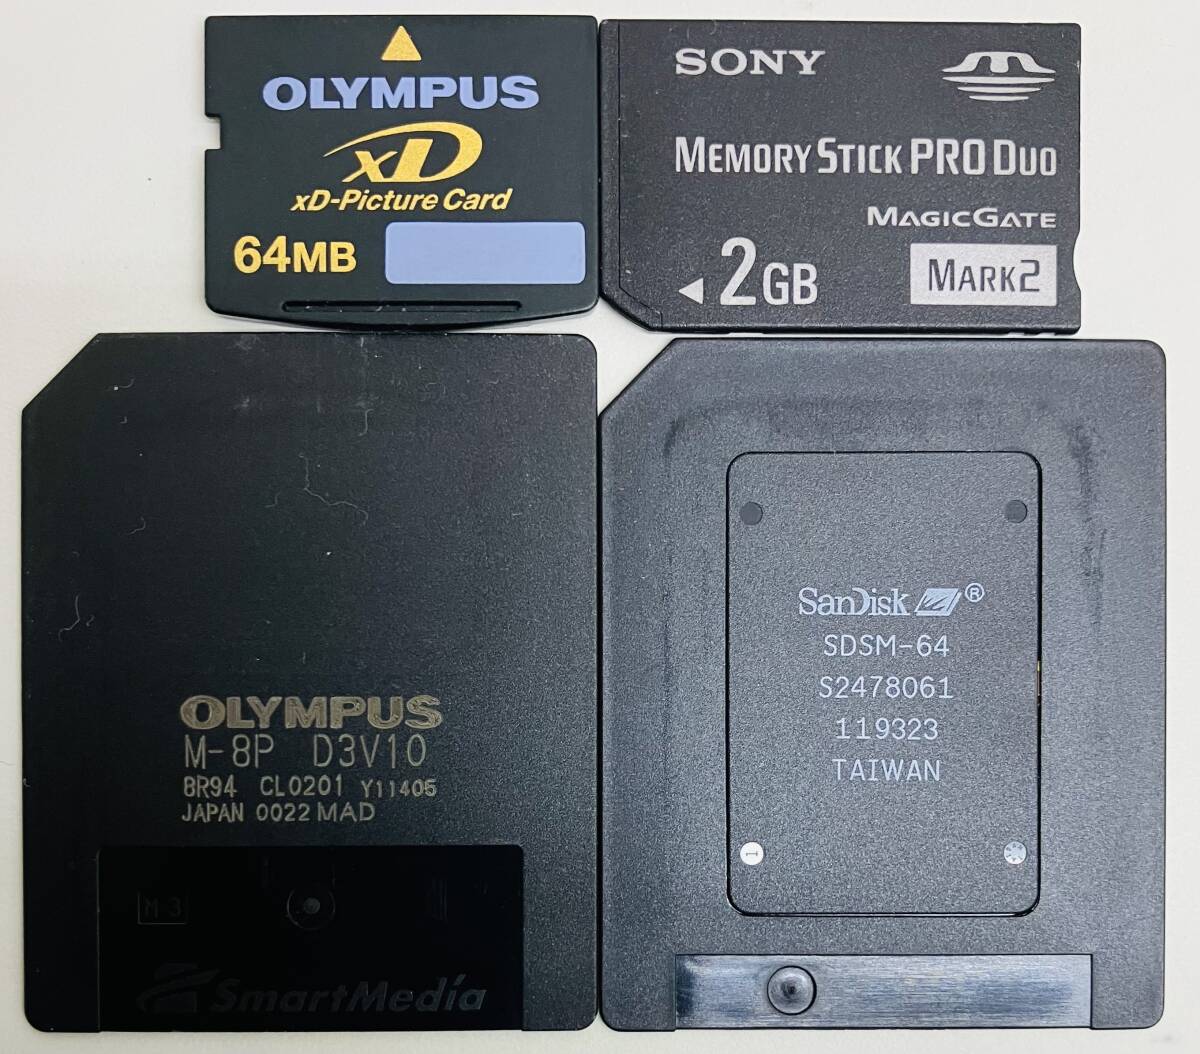 OLYMPUS
xD
xD-Picture Card
64MB
SONY
MEMORY STICK PRO DUO
MAGICGATE
2GB
MARK2
OLYMPUS
M-8P D3V10
8R94 CL0201 Y11405
JAPAN 0022 MAD
M-3
SmartMedia
SanDisk ®
SDSM-64
S2478061
119323
TAIWAN
1